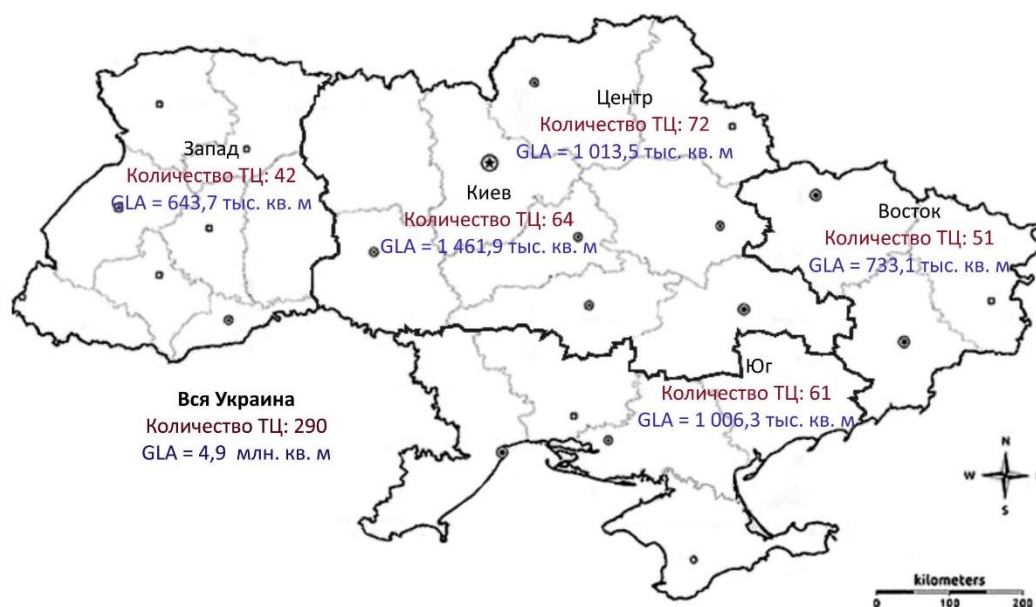 Центр
Количество ТЦ: 72
GLA = 1 013,5 тыс. кв. м
Запад
Количество ТЦ: 42
GLA = 643,7 тыс. кв. м
Киев
Количество ТЦ: 64
GLA = 1 461,9 тыс. кв. м
Восток
Количество ТЦ: 51
GLA = 733,1 тыс. кв. м
Юг
Количество ТЦ: 61
GLA = 1 006,3 тыс. кв. м
Вся Украина
Количество ТЦ: 290
GLA = 4,9 млн. кв. м
N
W
S
kilometers
0 100 200